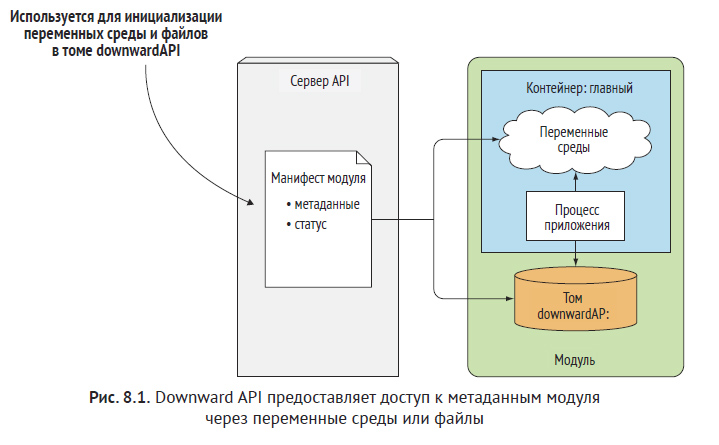 Используется для инициализации
переменных среды и файлов
в томе downwardAPI
Сервер API
Манифест модуля
• метаданные
• статус
Контейнер: главный
Переменные
среды
Процесс
приложения
Том
downwardAP:
Модуль
Рис. 8.1. Downward API предоставляет доступ к метаданным модуля
через переменные среды или файлы